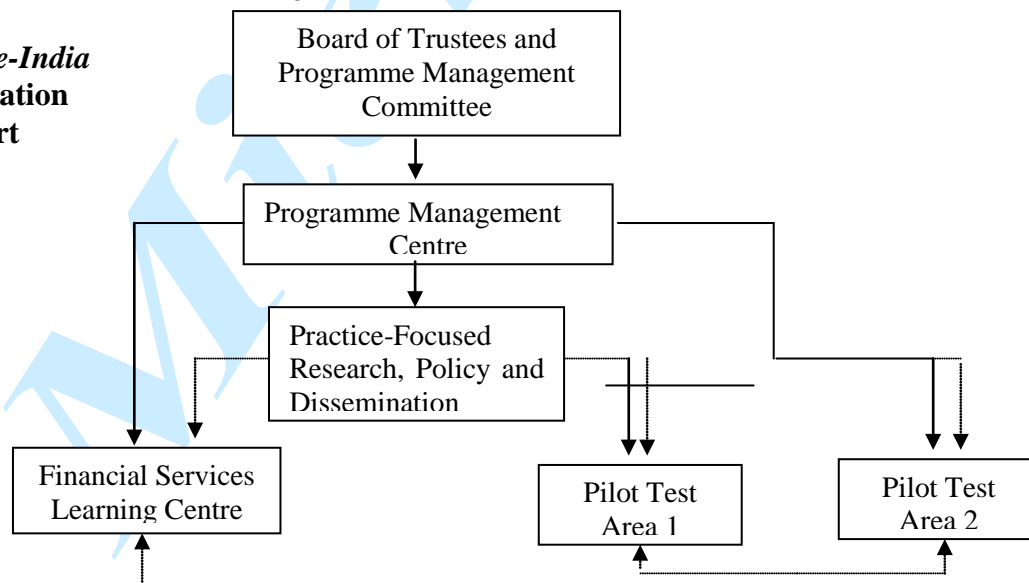 e-India
ation
rt
Board of Trustees and
Programme Management
Committee
Programme Management
Centre
Practice-Focused
Research, Policy and
Dissemination
Financial Services
Learning Centre
Pilot Test
Area 1
Pilot Test
Area 2